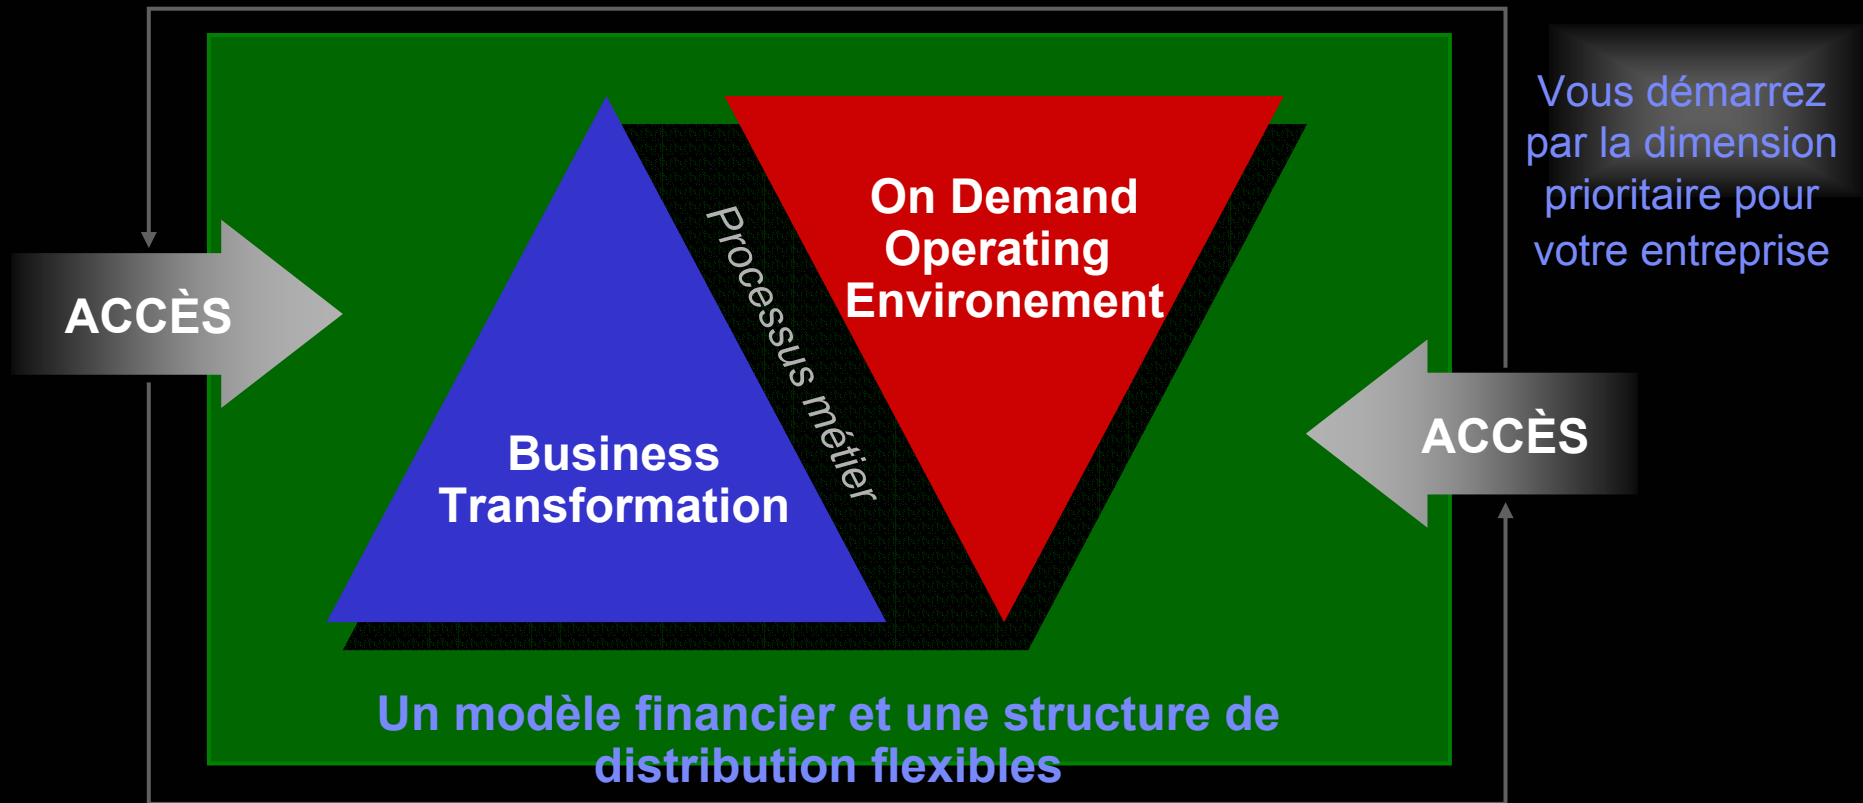 Vous démarrez
par la dimension
prioritaire pour
votre entreprise
On Demand
Operating
Environement
Processus métier
ACCÈS
ACCÈS
Business
Transformation
Un modèle financier et une structure de
distribution flexibles